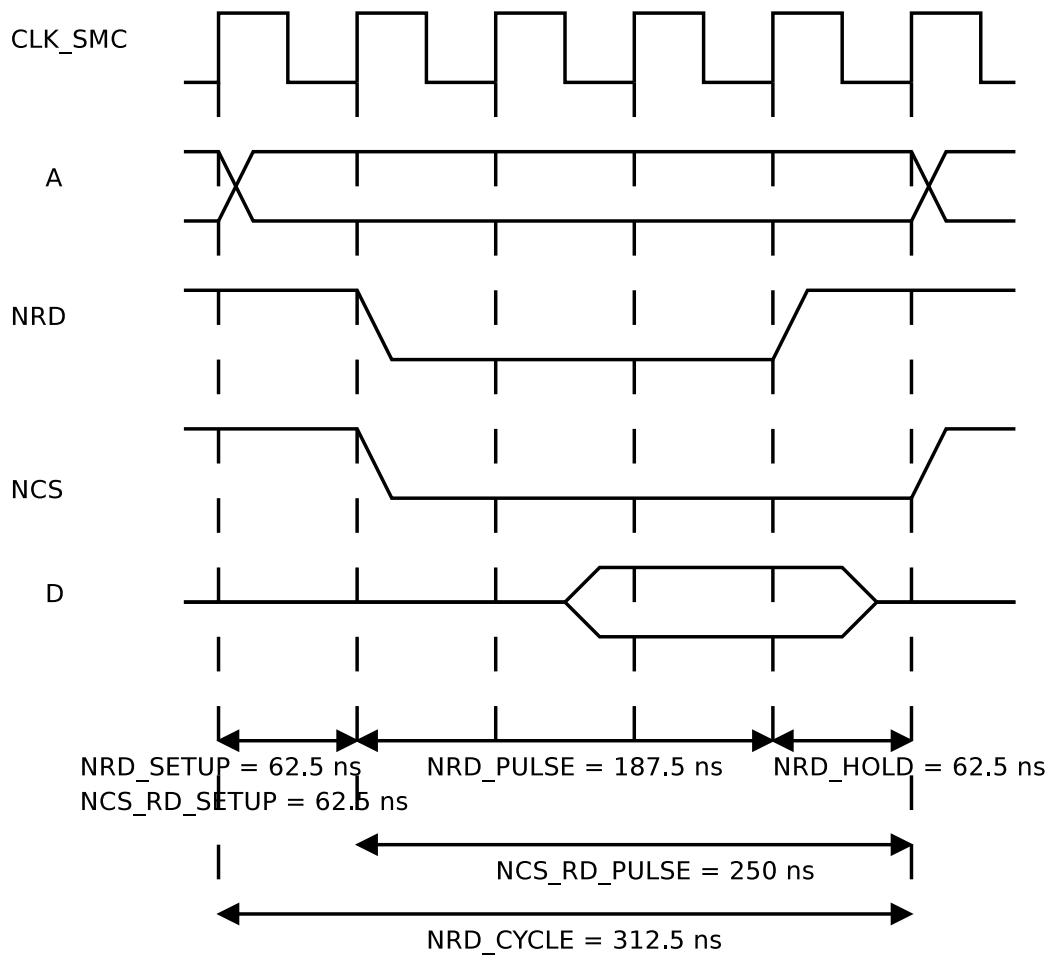 CLK_SMC
A
NRD
NCS
D
NRD_SETUP = 62.5 ns
NRD_PULSE = 187.5 ns
NRD_HOLD = 62.5 ns
NCS_RD_SETUP = 62.5 ns
NCS_RD_PULSE = 250 ns
NRD_CYCLE = 312.5 ns